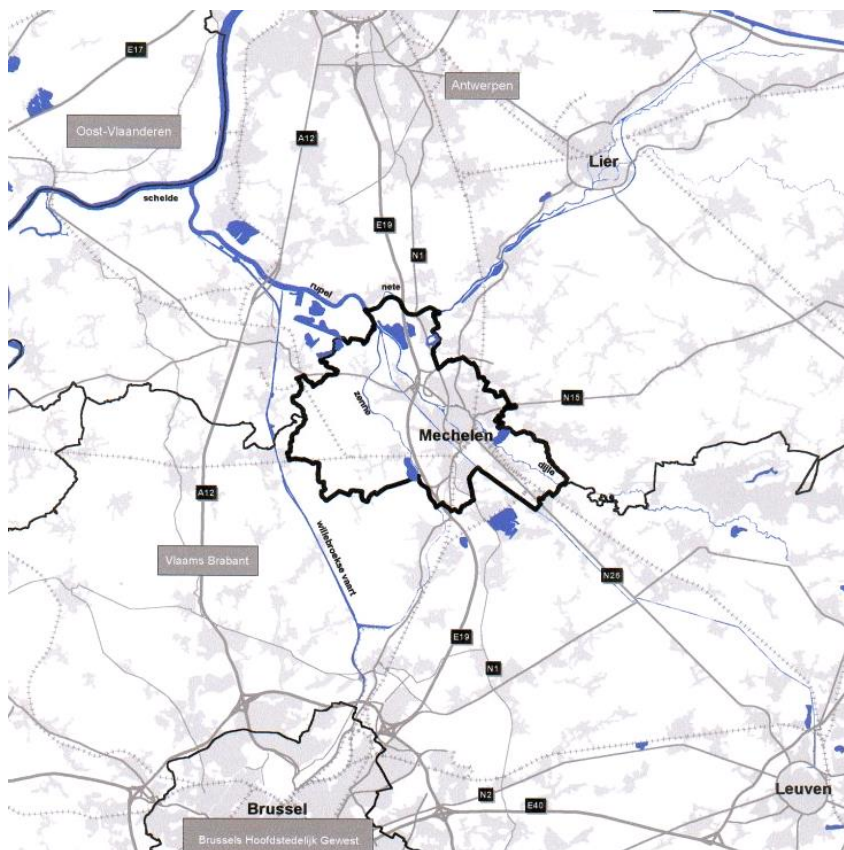 E17
Antwerpen
Oost-Vlaanderen
A12
Lier
schelde
E19
N1
rupel
nete
zenne
N15
Mechelen
dijle
A12
willebroekse vaart
Vlaams Brabant
N26
E19
N1
Leuven
N2
Brussel
E40
Brussels Hoofdstedelijk Gewest